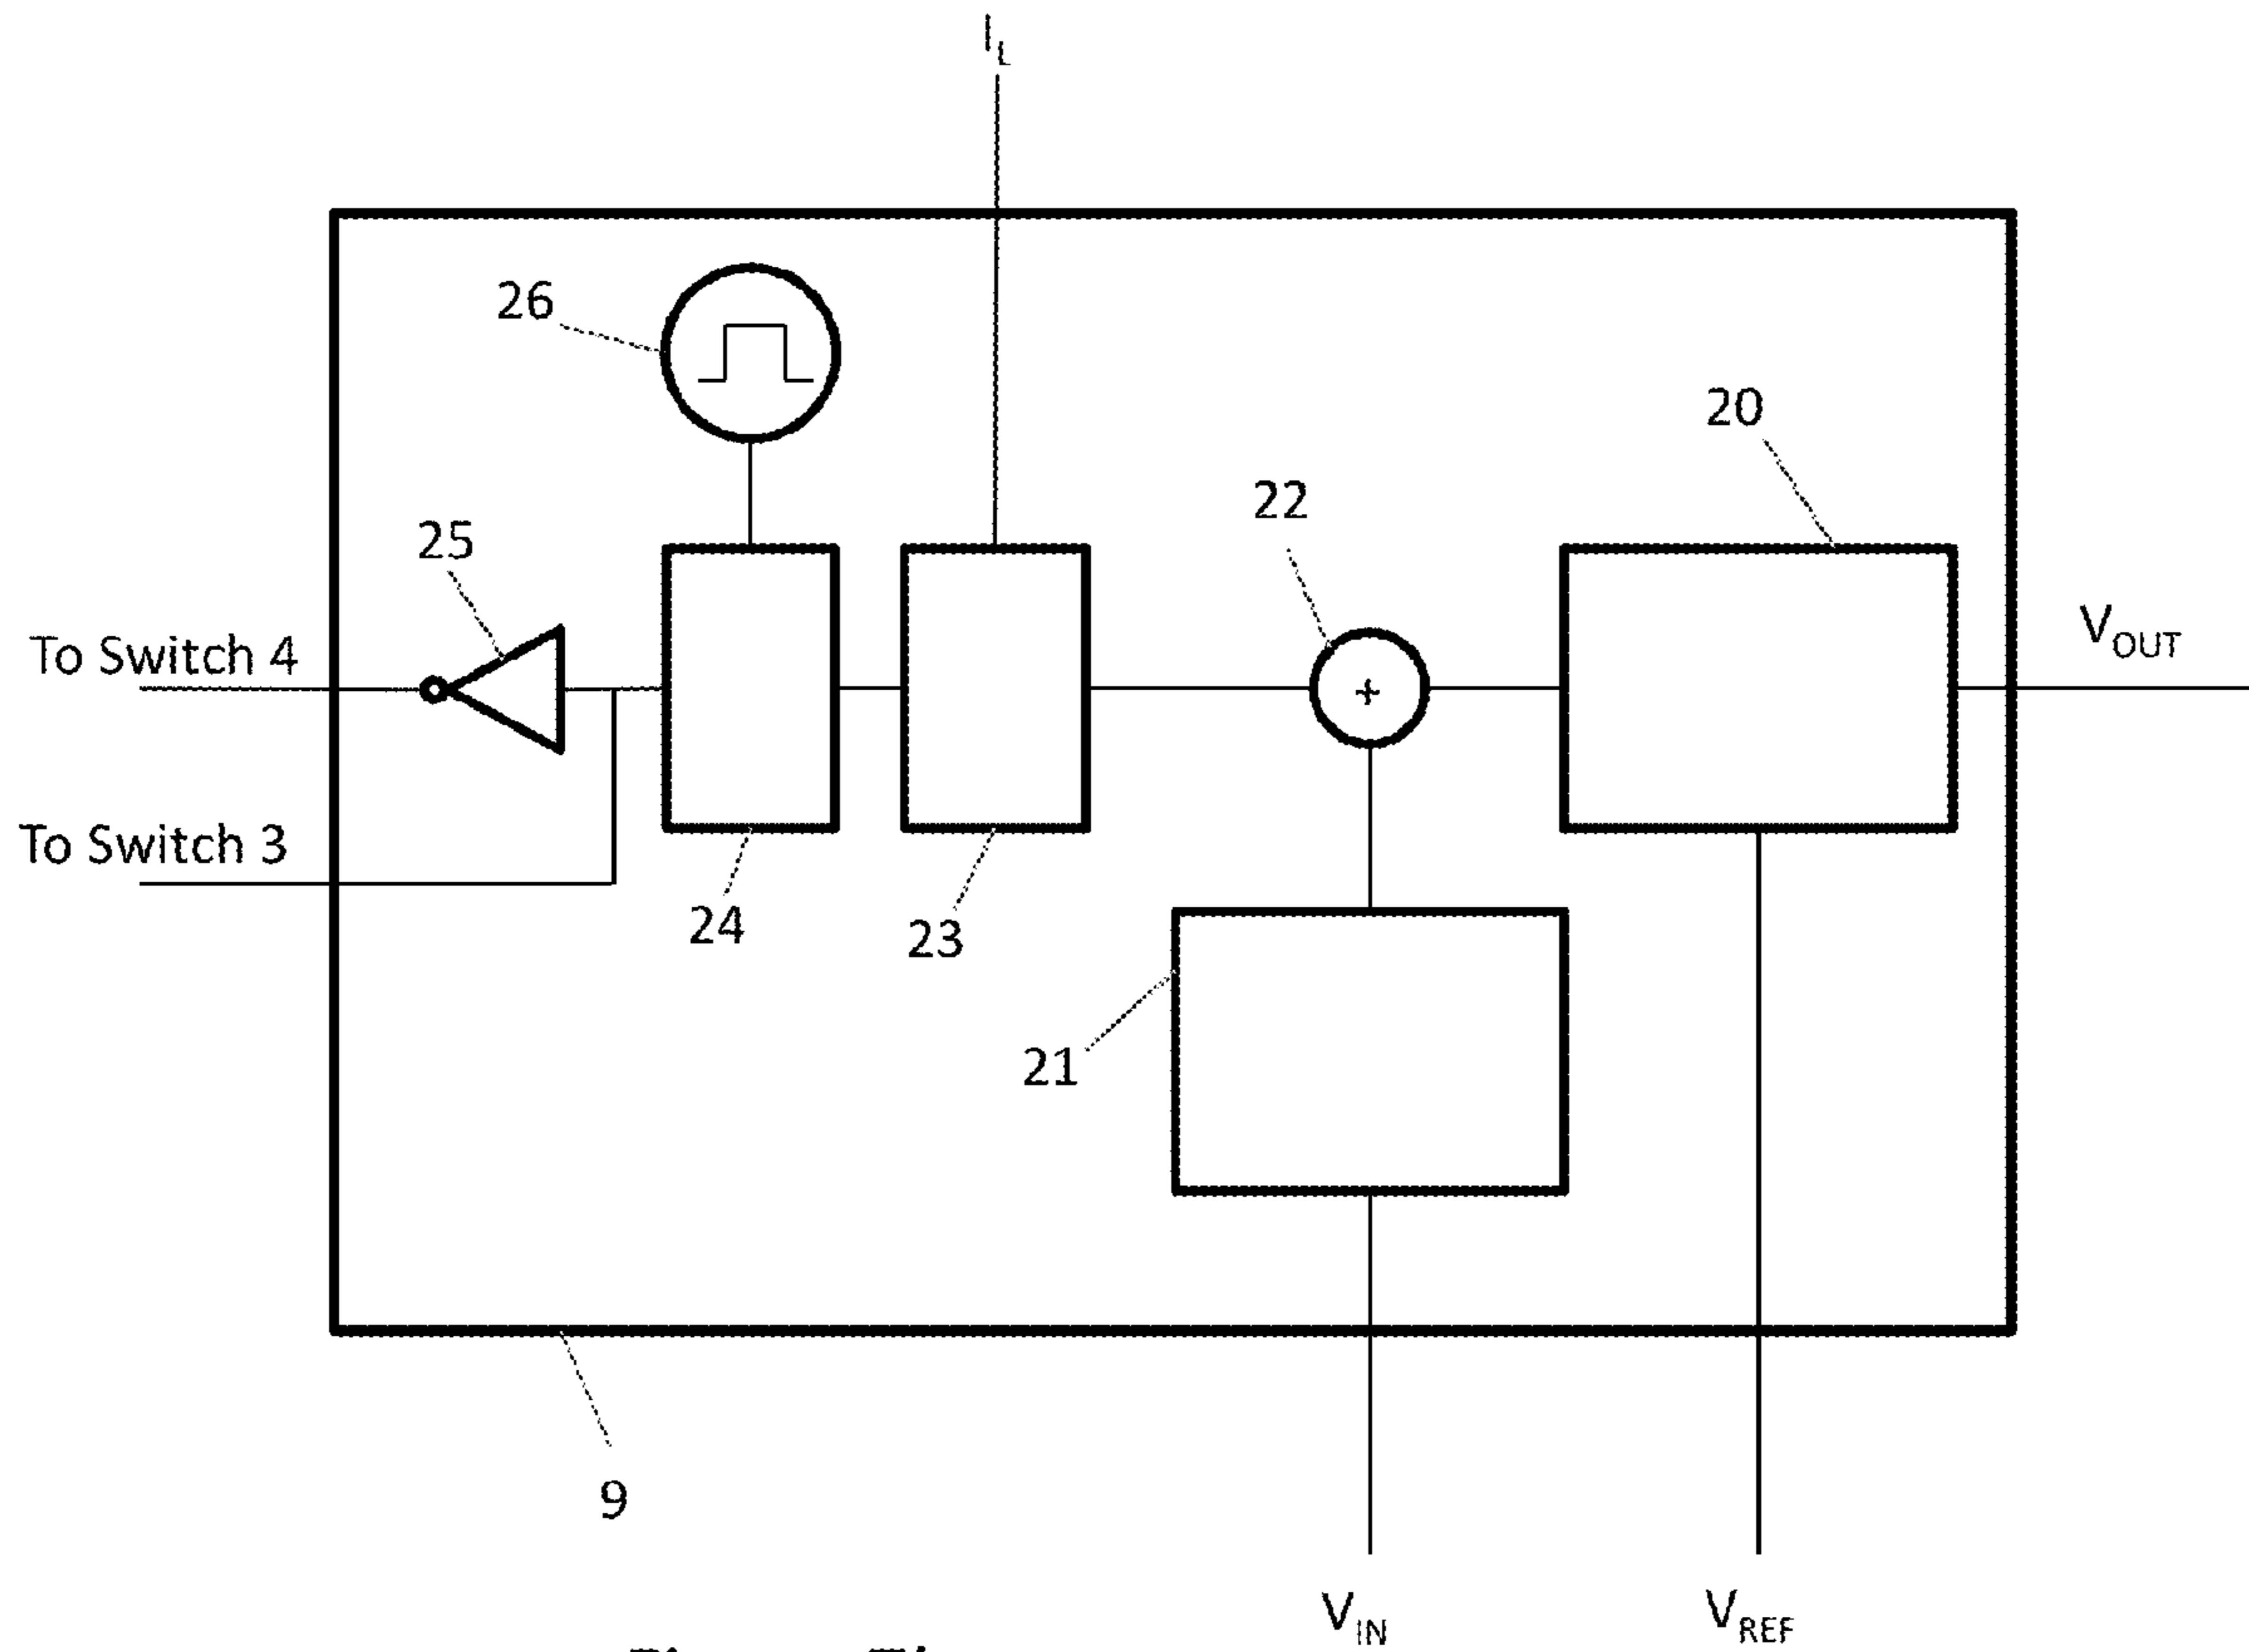 I_L
26
20
22
25
To Switch 4
V_OUT
To Switch 3
24
23
21
9
V_IN
V_REF